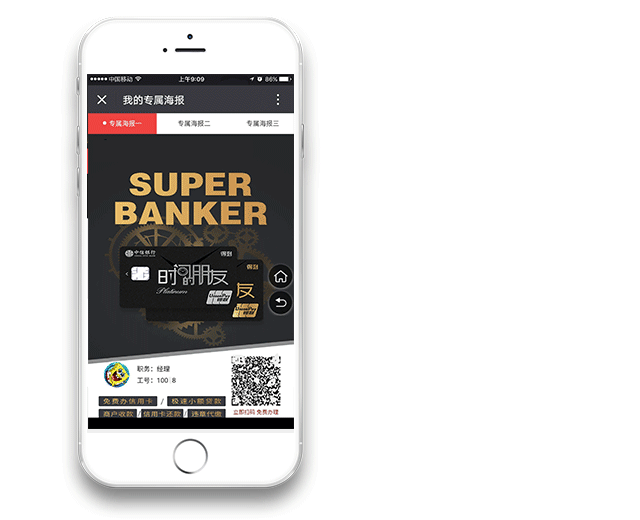 中国移动 上午9:09 86%
我的专属海报
专属海报一 专属海报二 专属海报三
SUPER
BANKER
中信银行 得到
得到
时间的朋友
友
Platinum
职务：经理
工号：100 8
免费办信用卡 / 极速小额贷款
商户收款 / 信用卡还款 / 违章代缴
立即扫码 免费办理